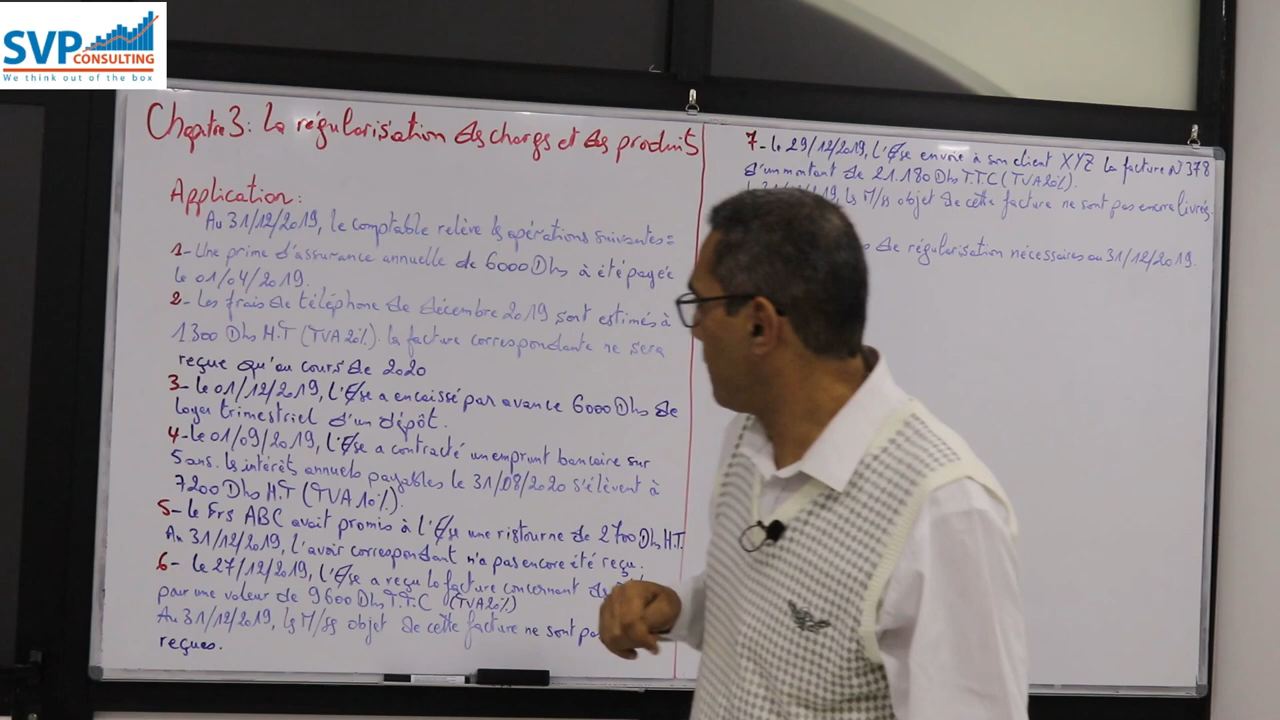 SVP
CONSULTING
We think out of the box
Chapitre 3: La régularisation des charges et des produits
Application:
Au 31/12/2019, le comptable relève les opérations suivantes:
1- Une prime d'assurance annuelle de 6000 Dhs à été payée
le 01/04/2019.
2- Les frais de téléphone de décembre 2019 sont estimés à
1300 Dhs H.T (TVA 20%). la facture correspondante ne sera
reçue qu'au cours de 2020
3- le 01/12/2019, l'E/se a encaissé par avance 6000 Dhs de
loyer trimestriel d'un dépôt.
4- le 01/09/2019, l'E/se a contracté un emprunt bancaire sur
5 ans. les intérêts annuels payables le 31/08/2020 s'élèvent à
7200 Dhs H.T (TVA 10%).
5- le Frs ABC avait promis à l'E/se une ristourne de 2700 Dhs H.T.
Au 31/12/2019, l'avoir correspondant n'a pas encore été reçu.
6- le 27/12/2019, l'E/se a reçu la facture concernant des
pour une valeur de 9600 Dhs T.T.C (TVA 20%)
Au 31/12/2019, les M/ses objet de cette facture ne sont
reçues.
7- le 29/12/2019, l'E/se envoie à son client XYZ la facture N°378
d'un montant de 21.180 Dhs T.T.C (TVA 20%).
les M/ses objet de cette facture ne sont pas encore livrées.
de régularisation nécessaires au 31/12/2019.